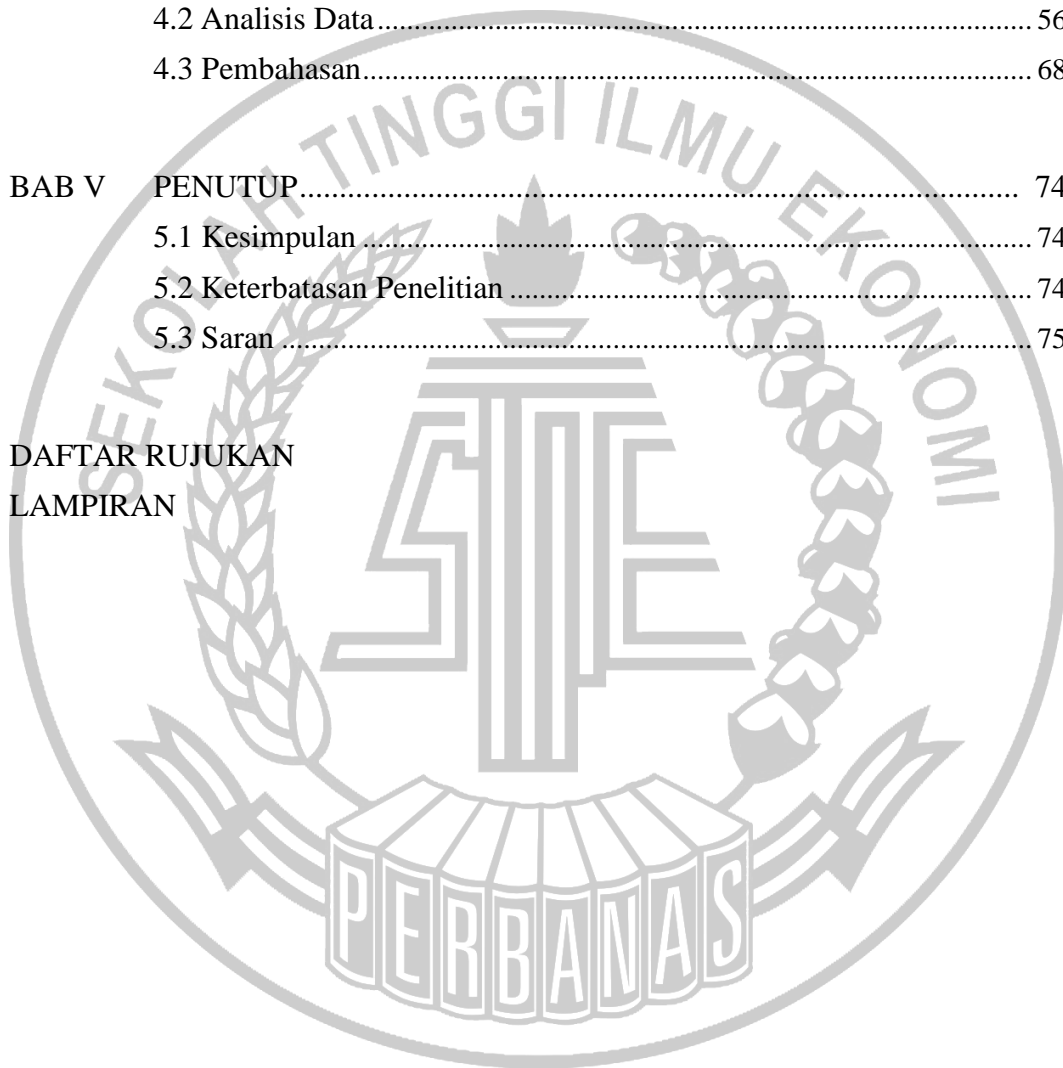 4.2 Analisis Data.......................................................................................... 56
4.3 Pembahasan............................................................................................ 68
BAB V PENUTUP.......................................................................................... 74
5.1 Kesimpulan............................................................................................ 74
5.2 Keterbatasan Penelitian........................................................................ 74
5.3 Saran...................................................................................................... 75
DAFTAR RUJUKAN
LAMPIRAN
SEKOLAH TINGGI ILMU EKONOMI
STIE
PERBANAS